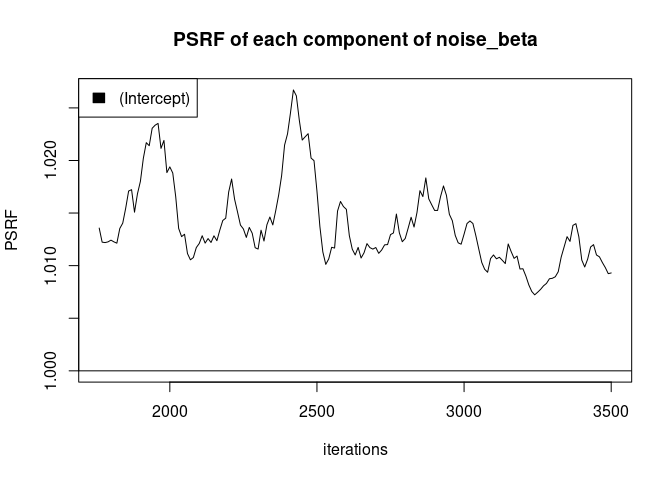 PSRF of each component of noise_beta
(Intercept)
PSRF
1.020
1.010
1.000
2000 2500 3000 3500
iterations